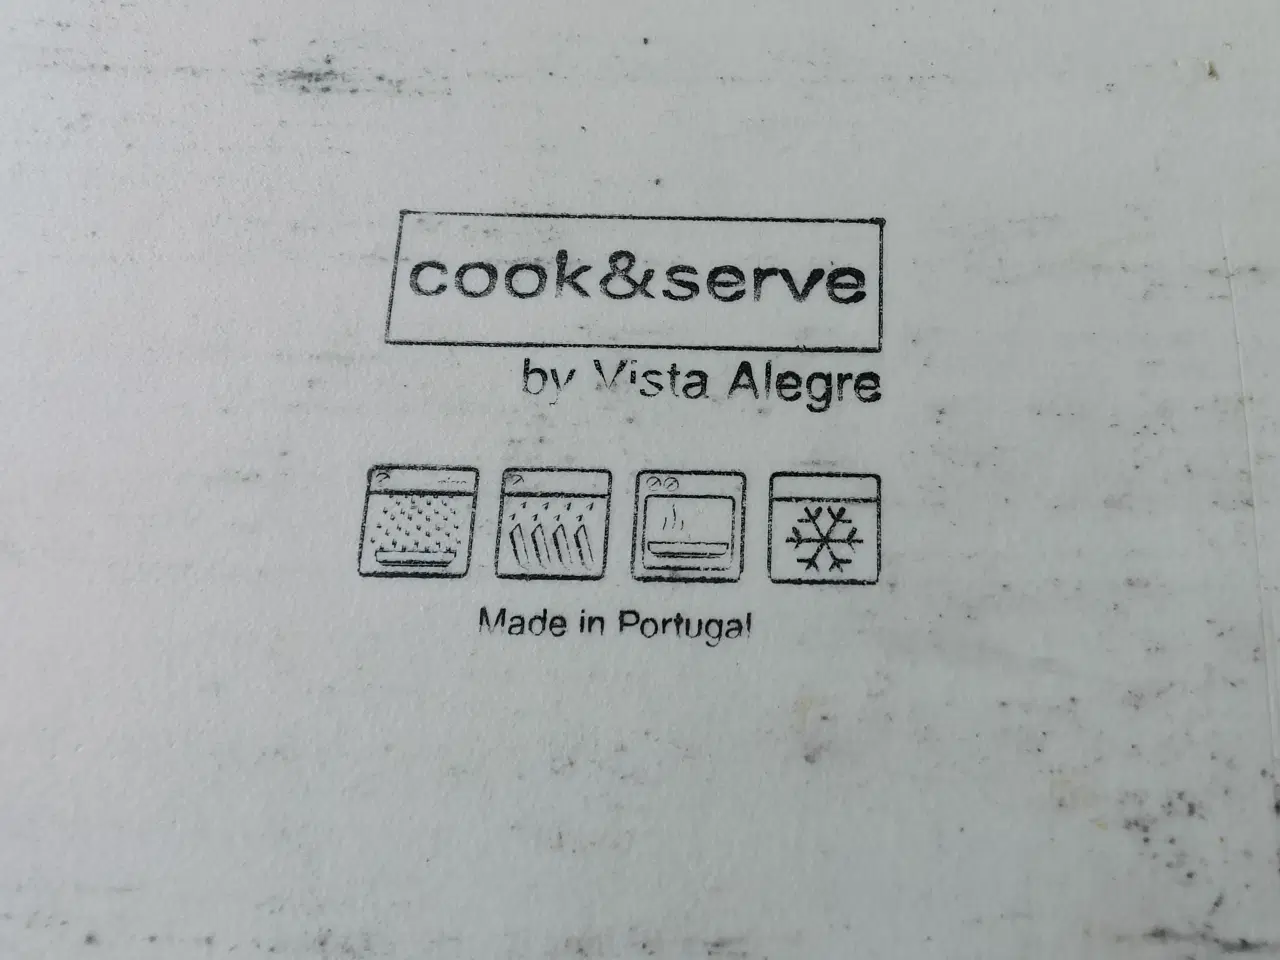 cook&serve
by Vista Alegre
Made in Portugal